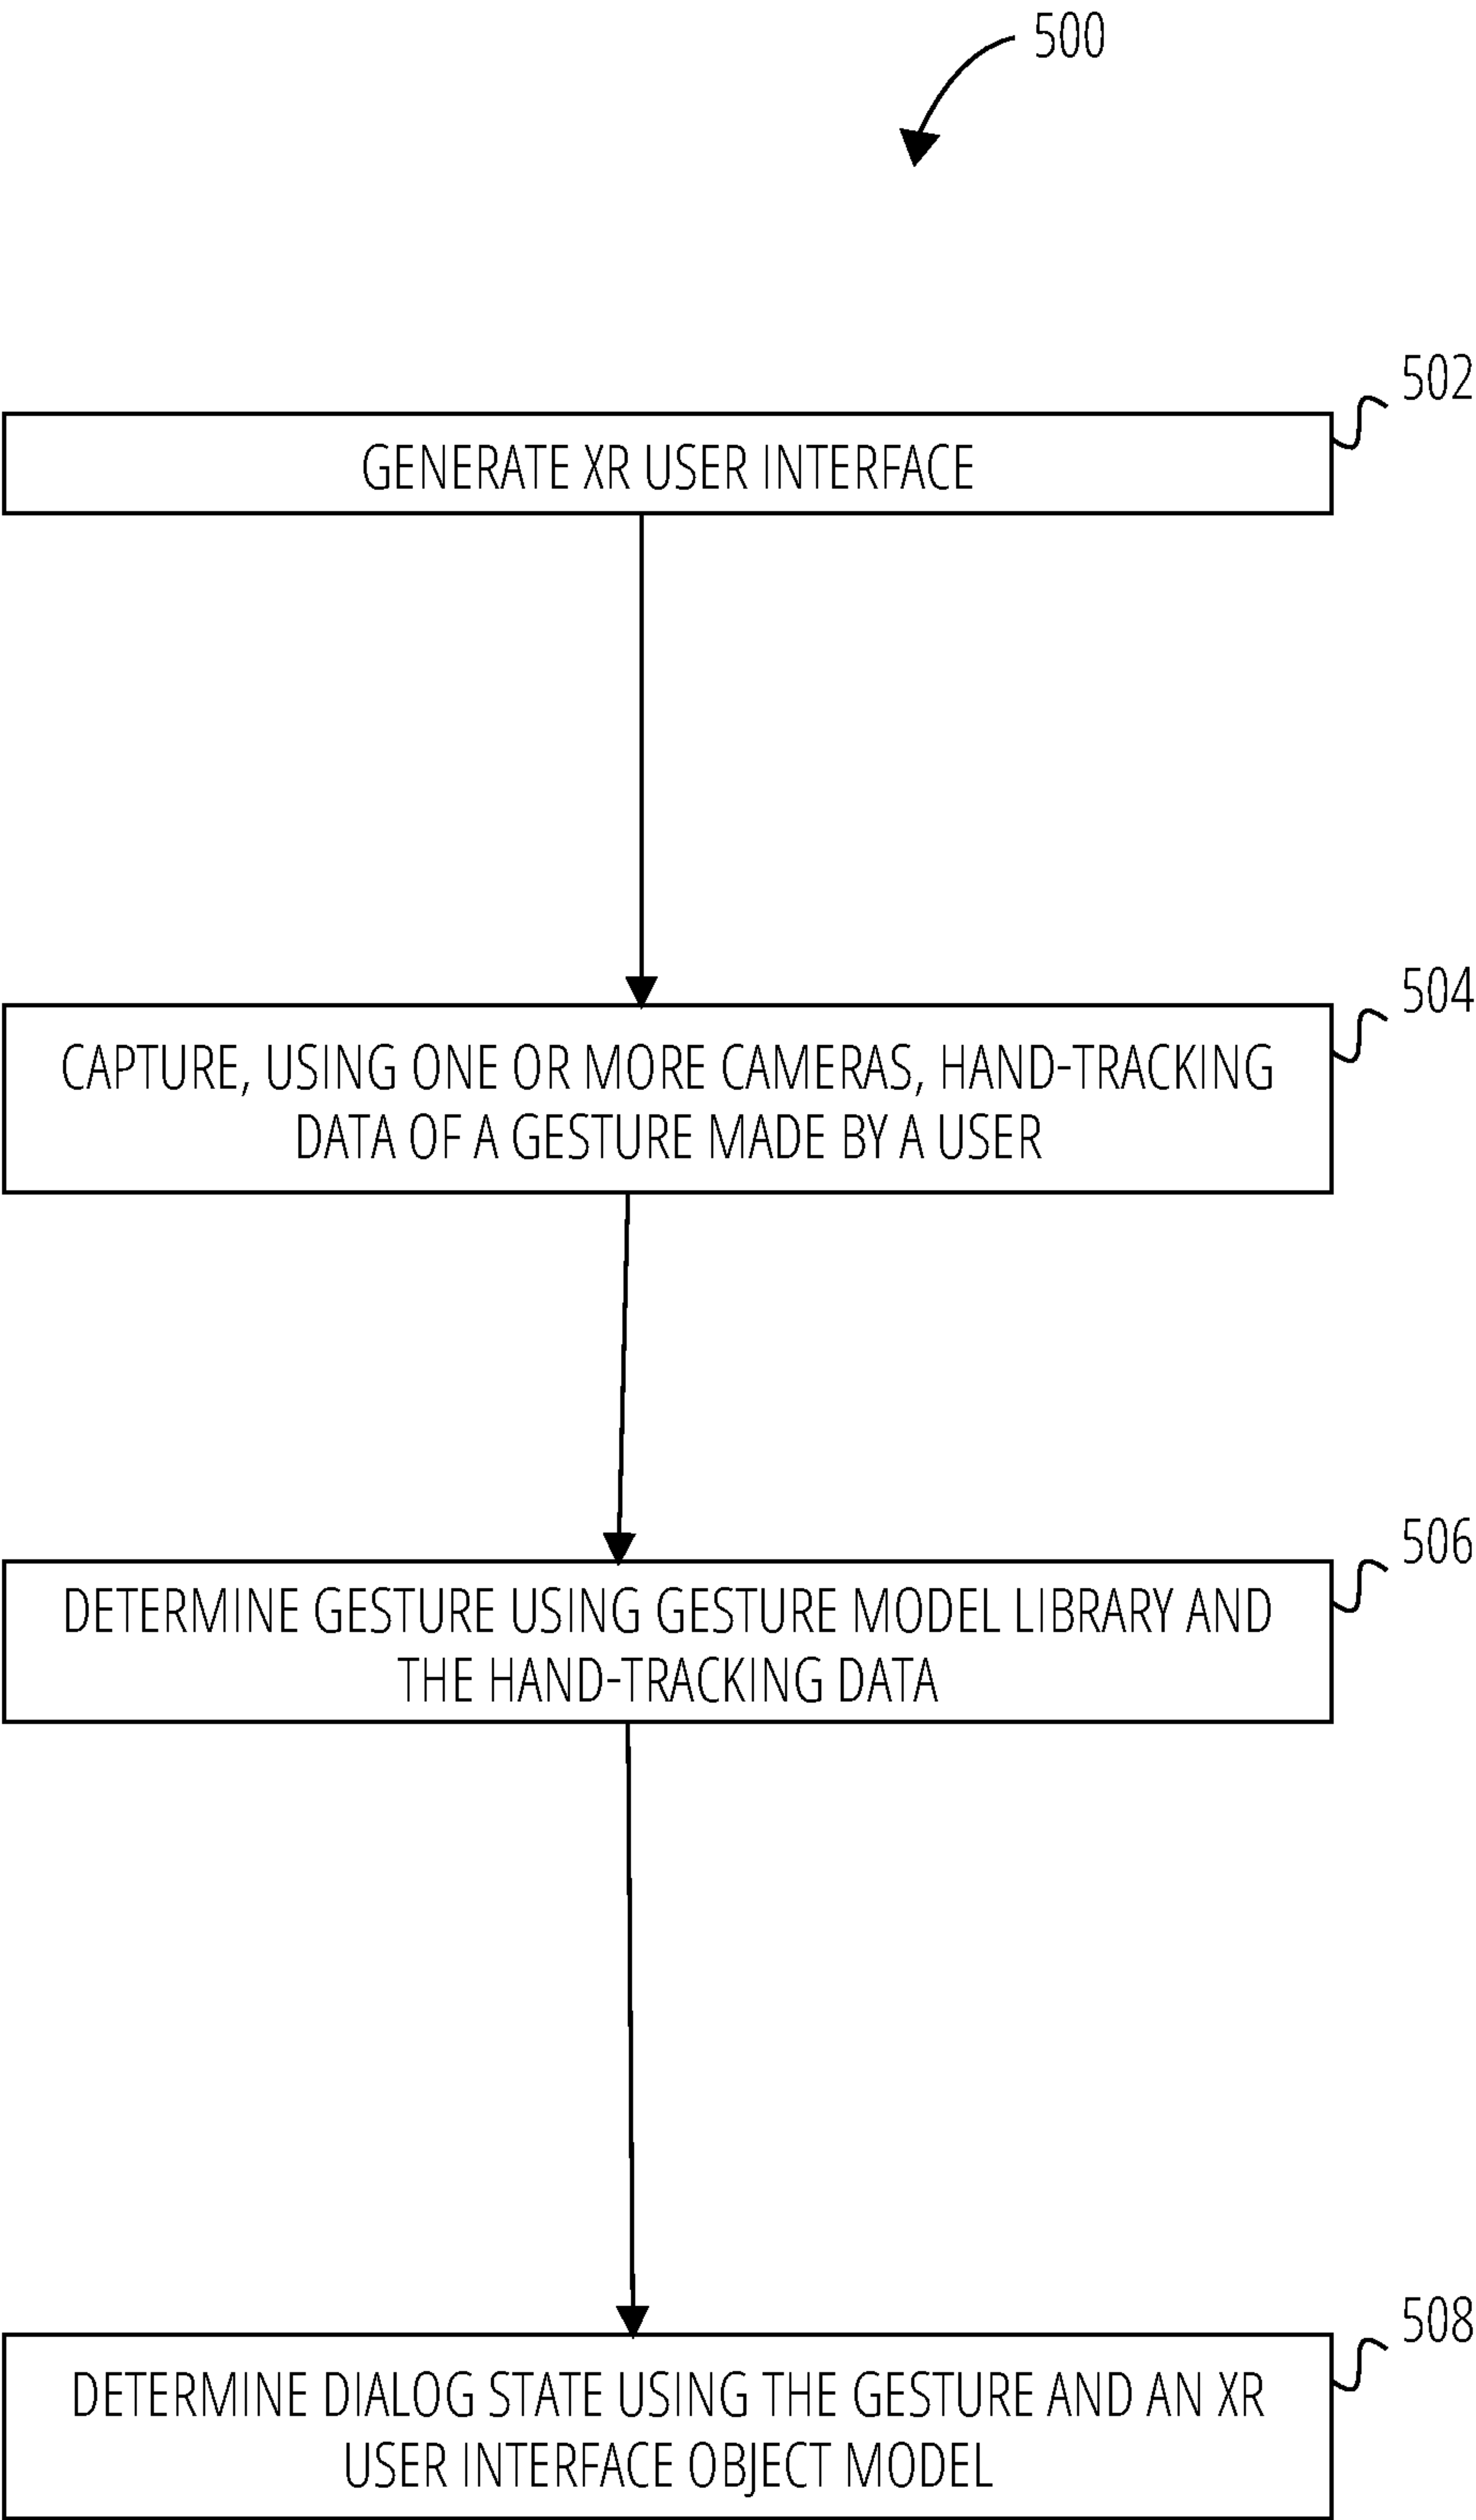 500
502
GENERATE XR USER INTERFACE
504
CAPTURE, USING ONE OR MORE CAMERAS, HAND-TRACKING
DATA OF A GESTURE MADE BY A USER
506
DETERMINE GESTURE USING GESTURE MODEL LIBRARY AND
THE HAND-TRACKING DATA
508
DETERMINE DIALOG STATE USING THE GESTURE AND AN XR
USER INTERFACE OBJECT MODEL